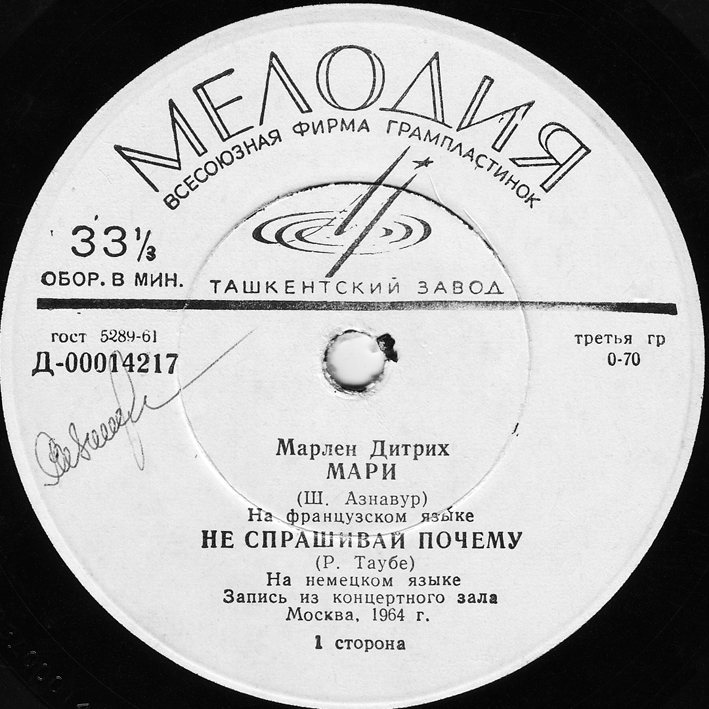 МЕЛОДИЯ
ВСЕСОЮЗНАЯ ФИРМА ГРАМПЛАСТИНОК
33⅓
ОБОР. В МИН.
ТАШКЕНТСКИЙ ЗАВОД
гост 5289-61
Д-00014217
третья гр
0-70
Марлен Дитрих
МАРИ
(Ш. Азнавур)
На французском языке
НЕ СПРАШИВАЙ ПОЧЕМУ
(Р. Таубе)
На немецком языке
Запись из концертного зала
Москва, 1964 г.
1 сторона